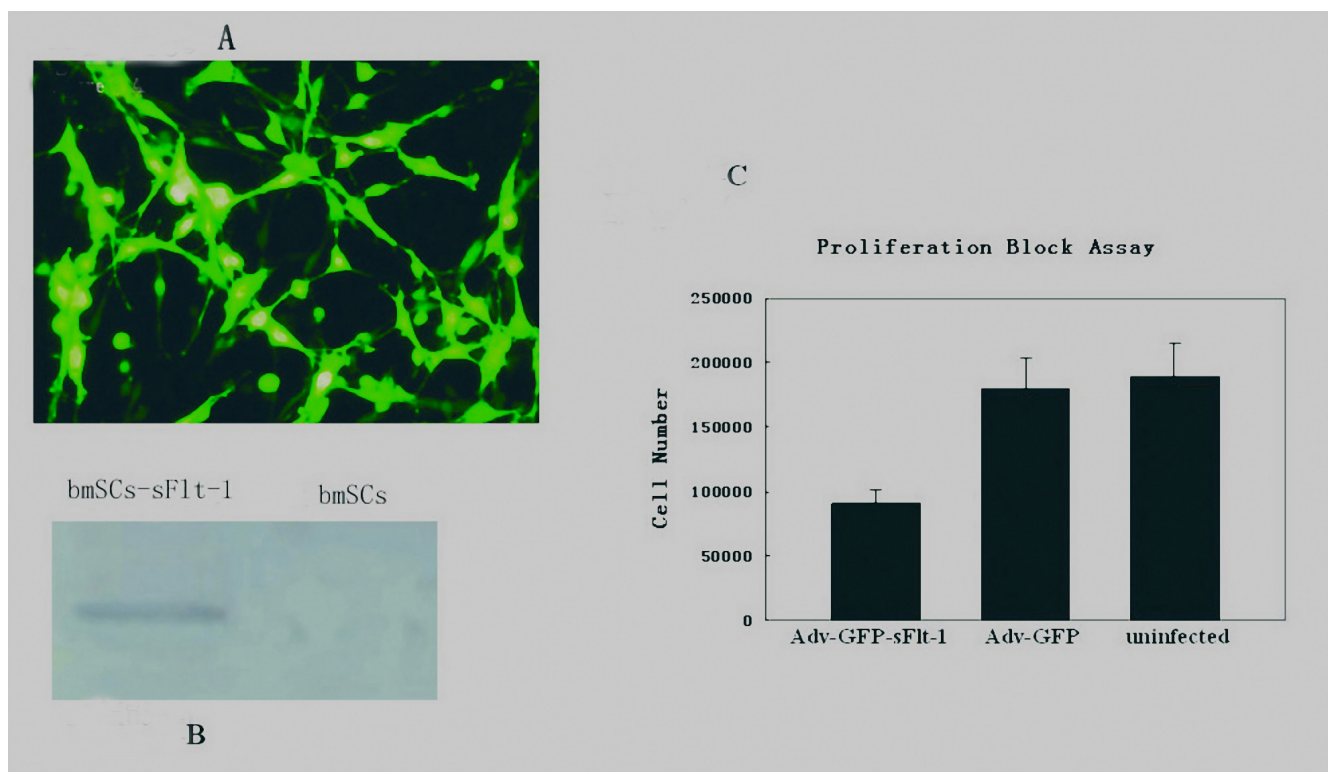 A
bmSCs-sFlt-1 bmSCs
B
C
Proliferation Block Assay
Cell Number
250000
200000
150000
100000
50000
0
Adv-GFP-sFlt-1 Adv-GFP uninfected